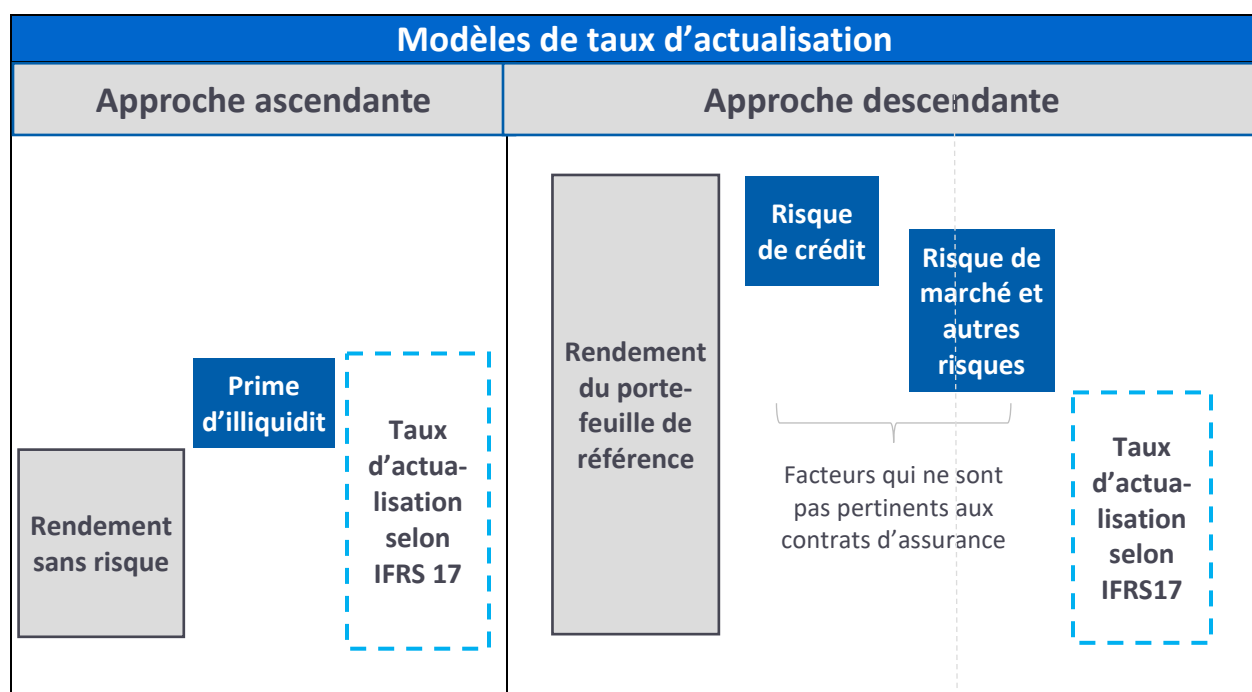 Modèles de taux d’actualisation
Approche ascendante
Approche descendante
Rendement
sans risque
Prime
d’illiquidit
Taux
d’actua-
lisation
selon
IFRS 17
Rendement
du porte-
feuille de
référence
Risque
de crédit
Risque de
marché et
autres
risques
Facteurs qui ne sont
pas pertinents aux
contrats d’assurance
Taux
d’actua-
lisation
selon
IFRS17